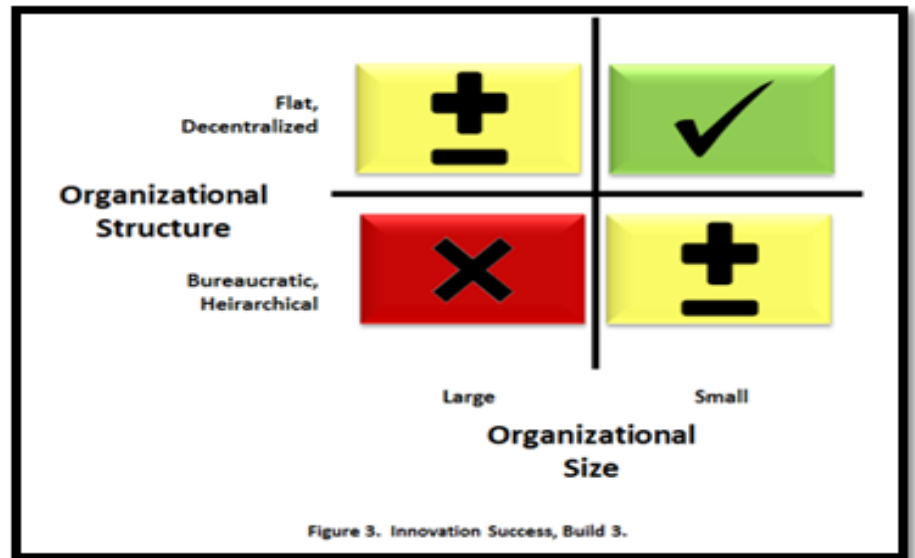 Flat,
Decentralized
Organizational
Structure
Bureaucratic,
Heirarchical
Large
Small
Organizational
Size
Figure 3. Innovation Success, Build 3.